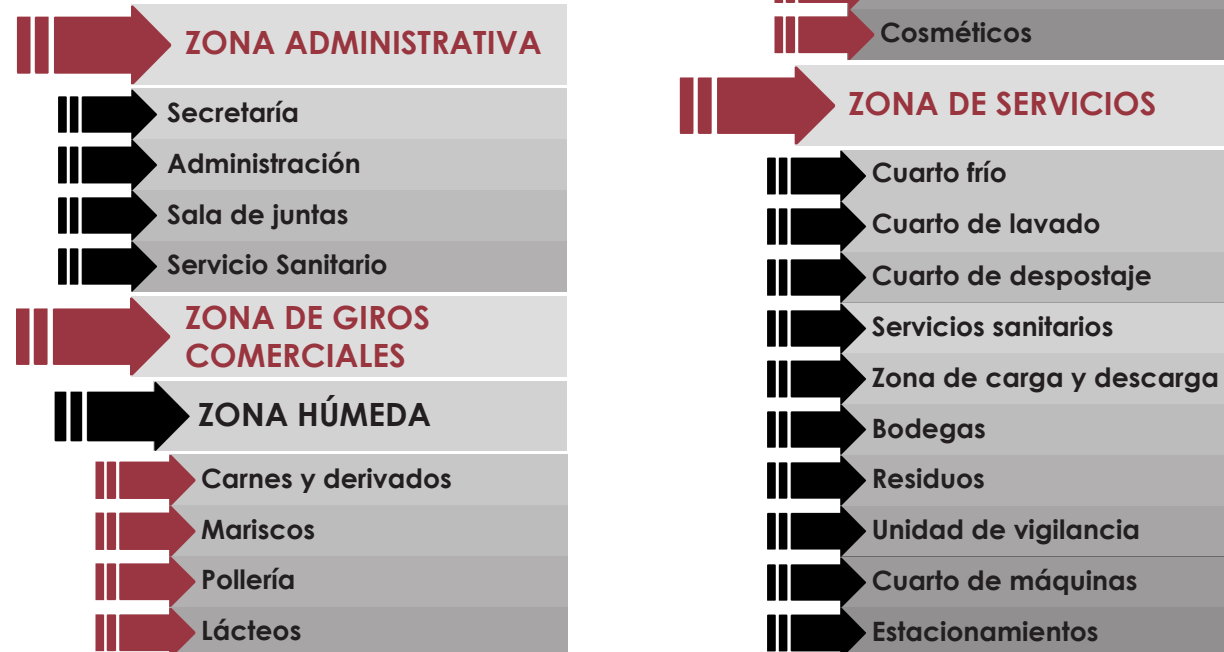 ZONA ADMINISTRATIVA
Secretaría
Administración
Sala de juntas
Servicio Sanitario
ZONA DE GIROS
COMERCIALES
ZONA HÚMEDA
Carnes y derivados
Mariscos
Pollería
Lácteos
Cosméticos
ZONA DE SERVICIOS
Cuarto frío
Cuarto de lavado
Cuarto de despostaje
Servicios sanitarios
Zona de carga y descarga
Bodegas
Residuos
Unidad de vigilancia
Cuarto de máquinas
Estacionamientos